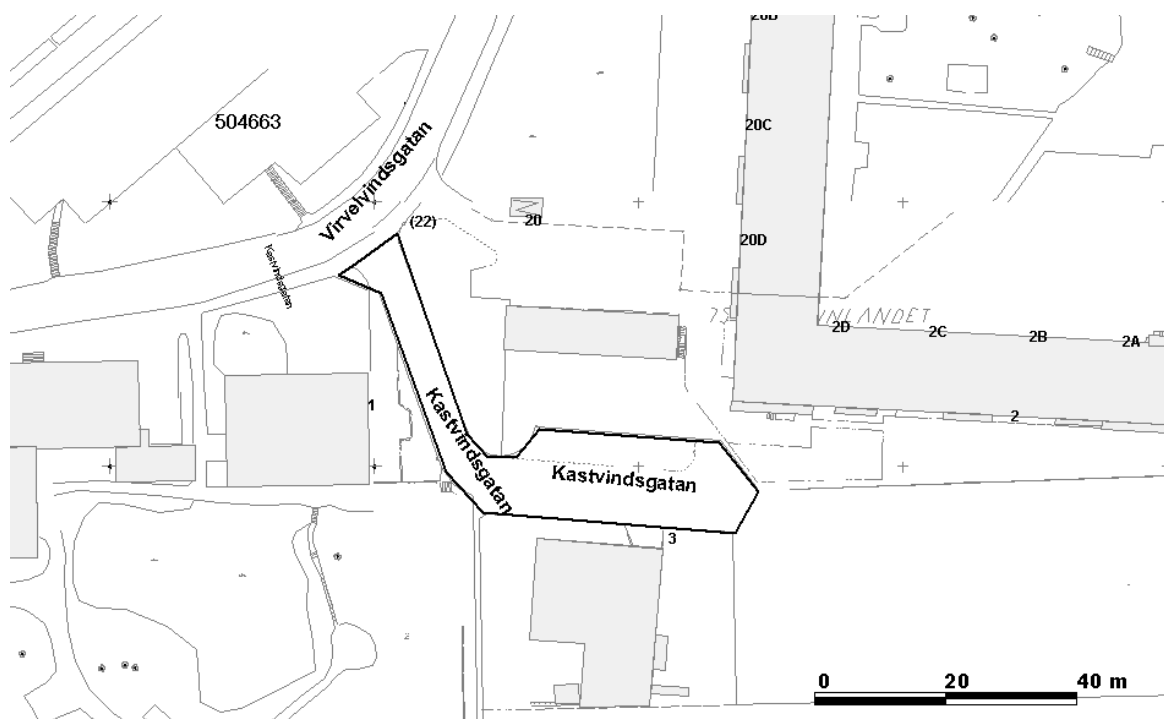 20B
504663
20C
Virvelvindsgatan
(22)
20
20D
Kastvindsgatan
INLANDET
2D
2C
2B
2A
1
2
Kastvindsgatan
Kastvindsgatan
3
0 20 40 m